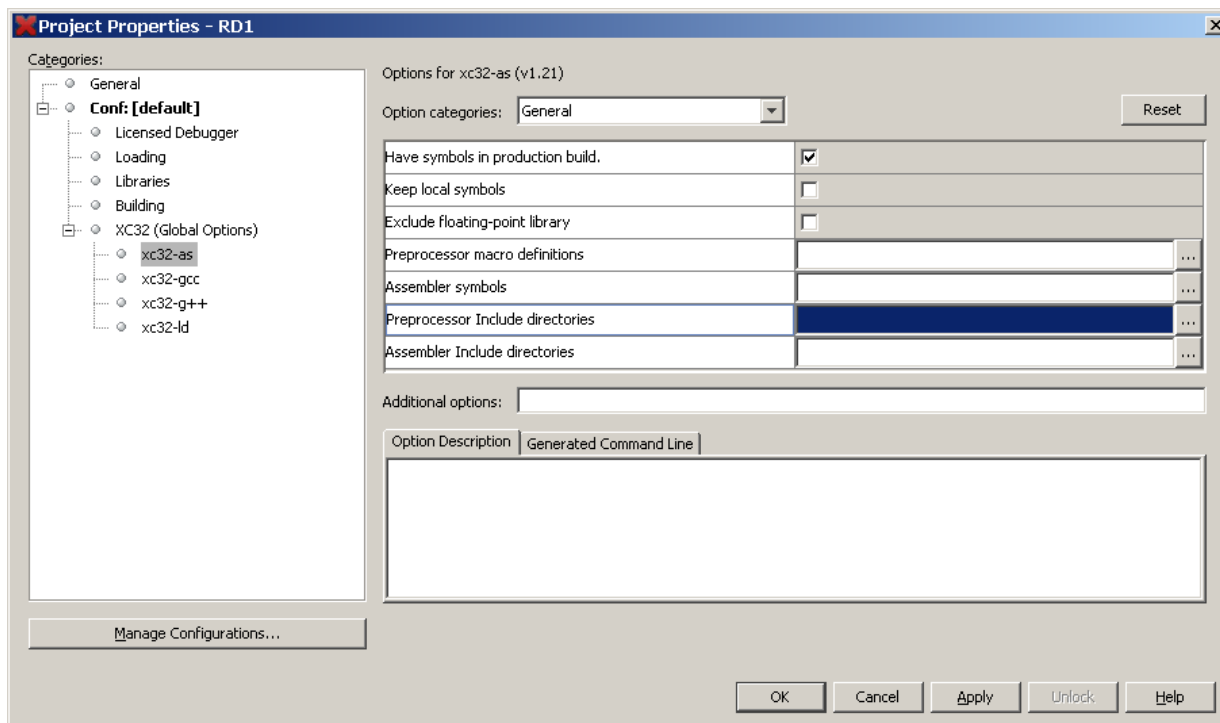 Project Properties - RD1
Categories:
General
Conf: [default]
Licensed Debugger
Loading
Libraries
Building
XC32 (Global Options)
xc32-as
xc32-gcc
xc32-g++
xc32-ld
Manage Configurations...
Options for xc32-as (v1.21)
Option categories: General Reset
Have symbols in production build.
Keep local symbols
Exclude floating-point library
Preprocessor macro definitions ...
Assembler symbols ...
Preprocessor Include directories ...
Assembler Include directories ...
Additional options:
Option Description Generated Command Line
OK Cancel Apply Unlock Help